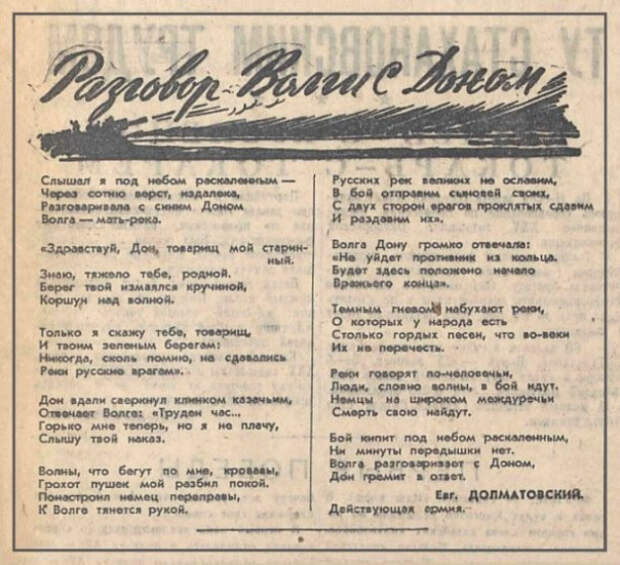 Разговор Волги с Доном
Слышал я под небом раскаленным —
Через сотню верст, издалека,
Разговаривала с синим Доном
Волга — мать-река.
«Здравствуй, Дон, товарищ мой старин-
ный.
Знаю, тяжело тебе, родной.
Берег твой измаялся кручиной,
Коршун над волной.
Только я скажу тебе, товарищ,
И твоим зеленым берегам:
Никогда, сколь помню, не сдавались
Реки русские врагам».
Дон вдали сверкнул клинком казачьим,
Отвечает Волге: «Труден час...
Горько мне теперь, но я не плачу,
Слышу твой наказ.
Волны, что бегут по мне, кровавы,
Грохот пушек мой разбил покой.
Понастроил немец переправы,
К Волге тянется рукой.
Русских рек великих не ославим,
В бой отправим сыновей своих,
С двух сторон врагов проклятых сдавим
И раздавим их».
Волга Дону громко отвечала:
«Не уйдет противник из кольца.
Будет здесь положено начало
Вражьего конца».
Темным гневом набухают реки,
О которых у народа есть
Столько гордых песен, что во-веки
Их не перечесть.
Реки говорят по-человечьи,
Люди, словно волны, в бой идут.
Немцы на широком междуречьи
Смерть свою найдут.
Бой кипит под небом раскаленным,
Ни минуты передышки нет.
Волга разговаривает с Доном,
Дон гремит в ответ.
Евг. ДОЛМАТОВСКИЙ.
Действующая армия.